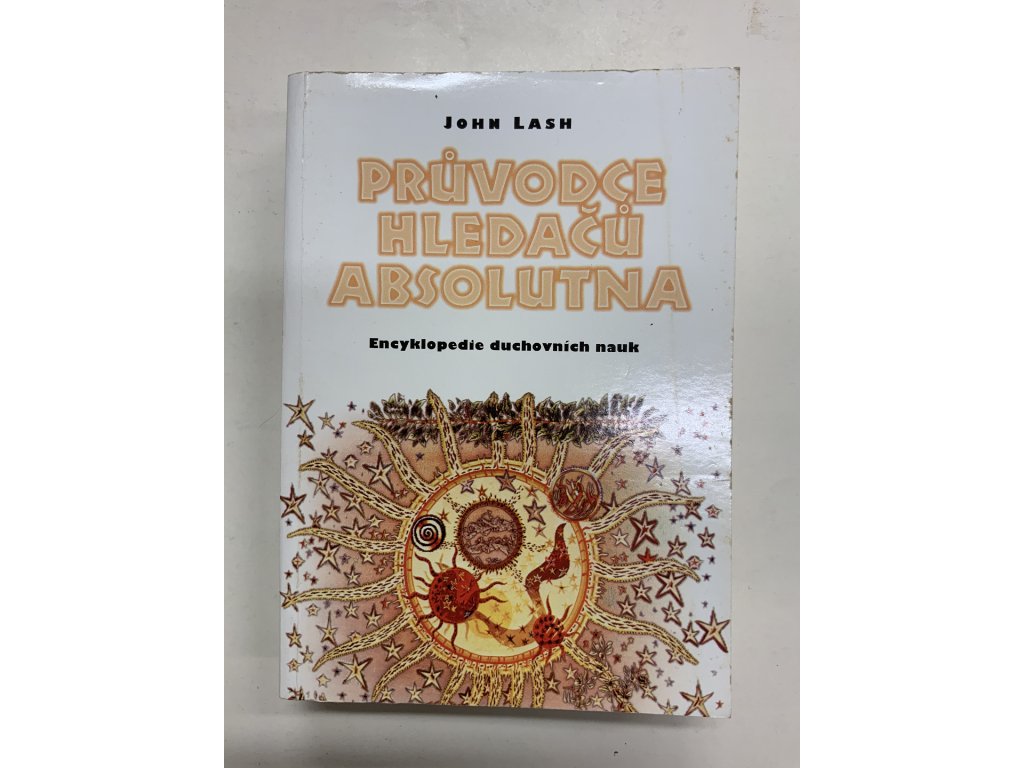 John Lash
PRŮVODCE
HLEDAČŮ
ABSOLUTNA
Encyklopedie duchovních nauk